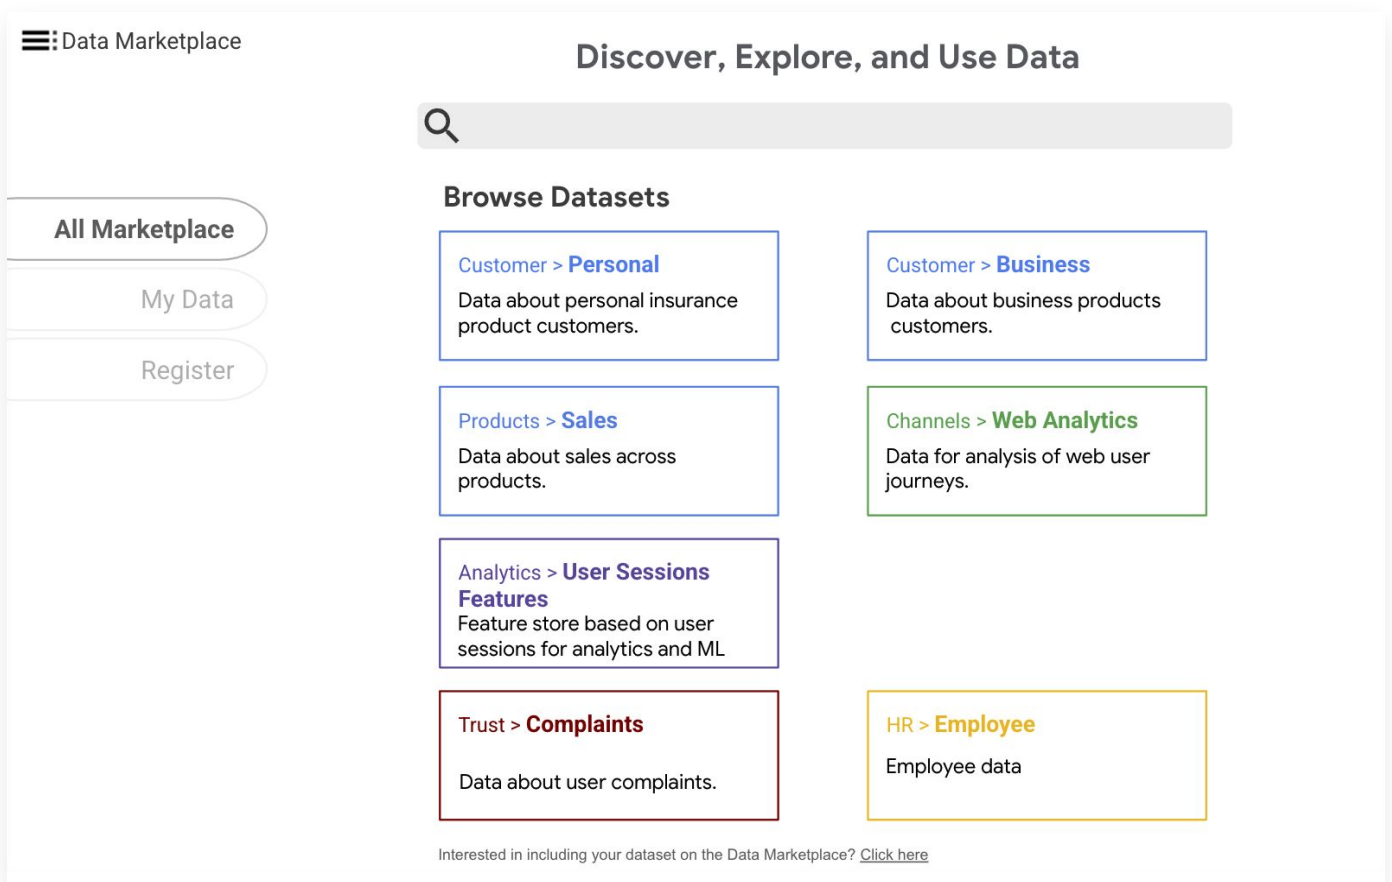 Data Marketplace
Discover, Explore, and Use Data
Browse Datasets
All Marketplace
My Data
Register
Customer > Personal
Data about personal insurance
product customers.
Customer > Business
Data about business products
customers.
Products > Sales
Data about sales across
products.
Channels > Web Analytics
Data for analysis of web user
journeys.
Analytics > User Sessions
Features
Feature store based on user
sessions for analytics and ML
Trust > Complaints
Data about user complaints.
HR > Employee
Employee data
Interested in including your dataset on the Data Marketplace? Click here